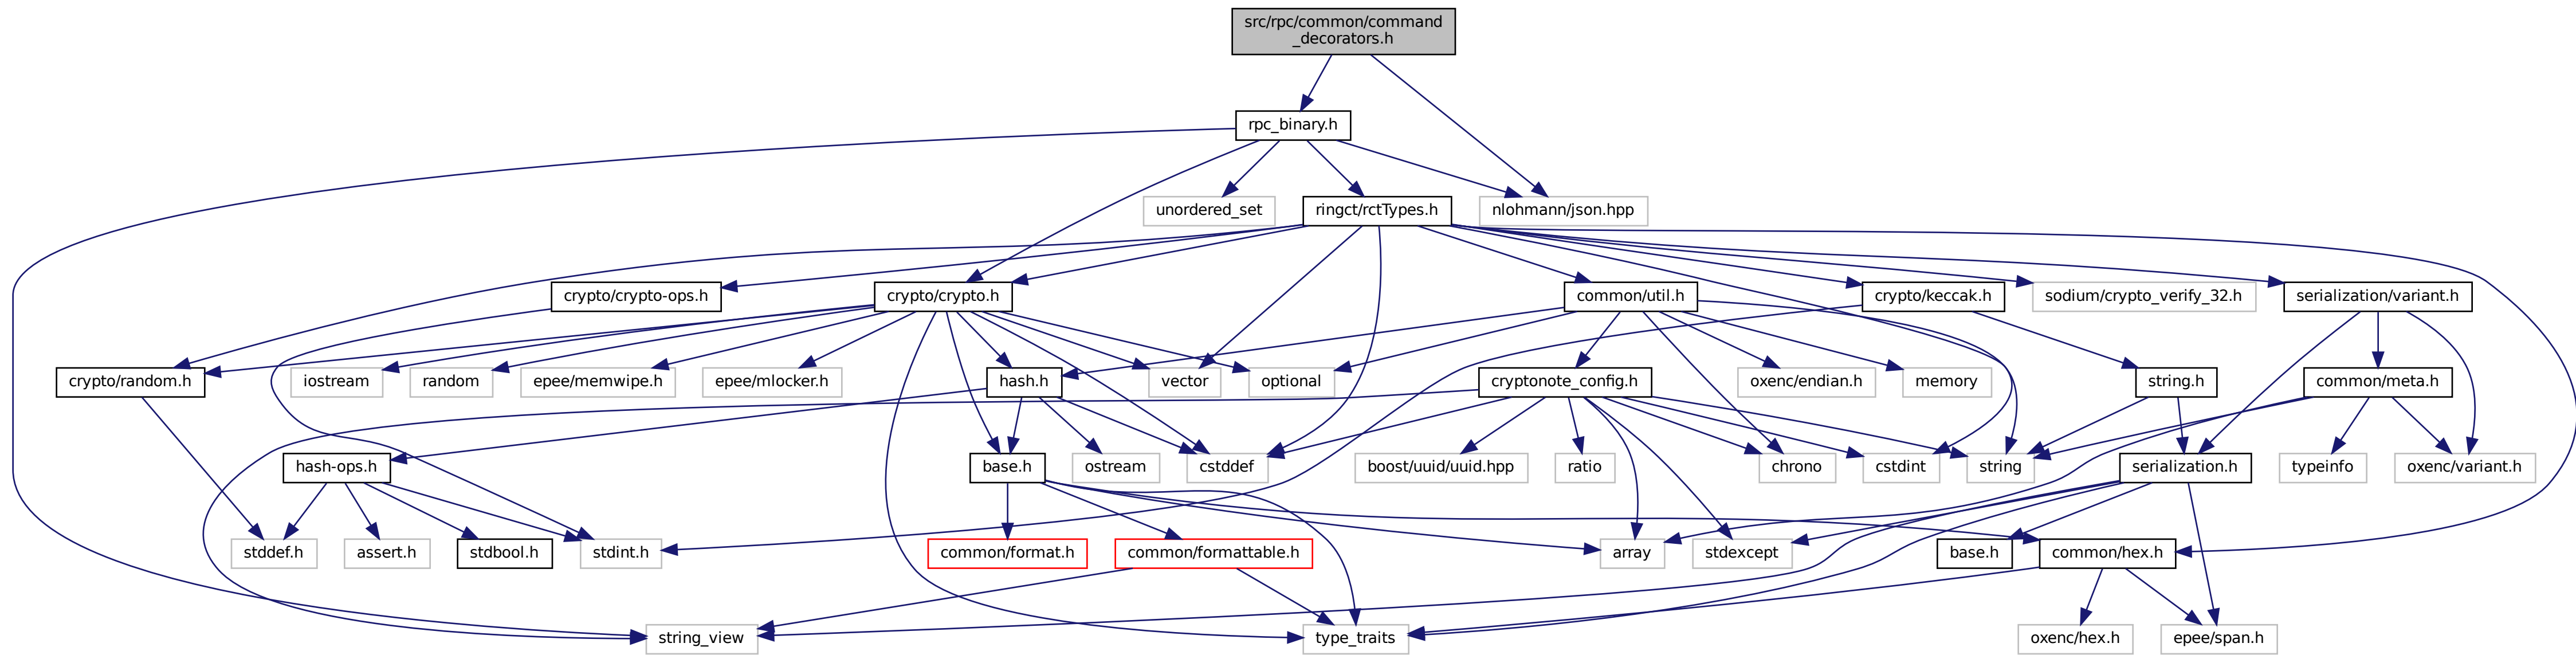 src/rpc/common/command
_decorators.h
rpc_binary.h
unordered_set
ringct/rctTypes.h
nlohmann/json.hpp
crypto/crypto-ops.h
crypto/crypto.h
common/util.h
crypto/keccak.h
sodium/crypto_verify_32.h
serialization/variant.h
crypto/random.h
iostream
random
epee/memwipe.h
epee/mlocker.h
hash.h
vector
optional
cryptonote_config.h
oxenc/endian.h
memory
string.h
common/meta.h
hash-ops.h
base.h
ostream
cstddef
boost/uuid/uuid.hpp
ratio
chrono
cstdint
string
serialization.h
typeinfo
oxenc/variant.h
stddef.h
assert.h
stdbool.h
stdint.h
common/format.h
common/formattable.h
array
stdexcept
base.h
common/hex.h
string_view
type_traits
oxenc/hex.h
epee/span.h